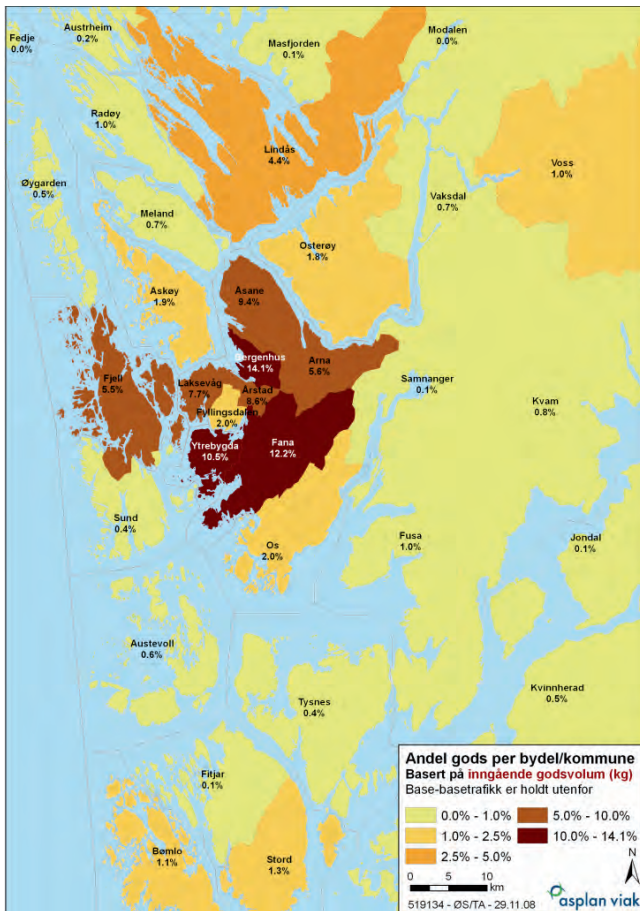 Fedje
0.0%
Austrheim
0.2%
Masfjorden
0.1%
Modalen
0.0%
Radøy
1.0%
Lindås
4.4%
Voss
1.0%
Øygarden
0.5%
Meland
0.7%
Vaksdal
0.7%
Osterøy
1.8%
Askøy
1.9%
Åsane
9.4%
Bergenhus
14.1%
Arna
5.6%
Fjell
5.5%
Laksevåg
7.7%
Årstad
8.6%
Samnanger
0.1%
Kvam
0.8%
Fyllingsdalen
2.0%
Ytrebygda
10.5%
Fana
12.2%
Sund
0.4%
Os
2.0%
Fusa
1.0%
Jondal
0.1%
Austevoll
0.6%
Tysnes
0.4%
Kvinnherad
0.5%
Fitjar
0.1%
Bømlo
1.1%
Stord
1.3%
Andel gods per bydel/kommune
Basert på inngående godsvolum (kg)
Base-basetrafikk er holdt utenfor
0.0% - 1.0%
5.0% - 10.0%
1.0% - 2.5%
10.0% - 14.1%
2.5% - 5.0%
N
0 5 10
km
519134 - ØS/TA - 29.11.08
asplan viak